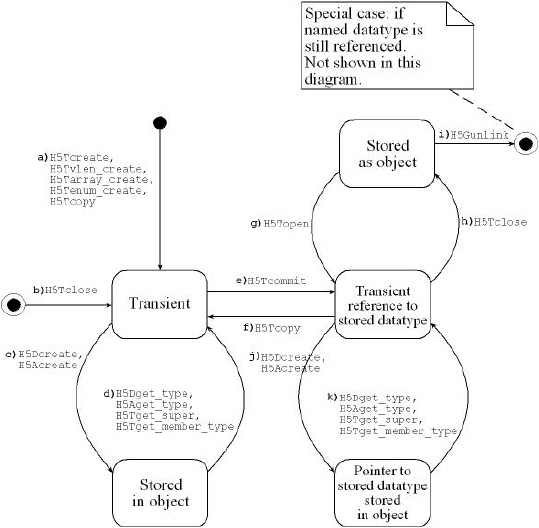 Special case: if
named datatype is
still referenced.
Not shown in this
diagram.
a)H5Tcreate,
H5Tvlen_create,
H5Tarray_create,
H5Tenum_create,
H5Tcopy
Stored
as object
i)H5Gunlink
g)H5Topen
h)H5Tclose
b)H5Tclose
Transient
e)H5Tcommit
f)H5Tcopy
Transient
reference to
stored datatype
c)H5Dcreate,
H5Acreate
j)H5Dcreate,
H5Acreate
d)H5Dget_type,
H5Aget_type,
H5Tget_super,
H5Tget_member_type
k)H5Dget_type,
H5Aget_type,
H5Tget_super,
H5Tget_member_type
Stored
in object
Pointer to
stored datatype
stored
in object